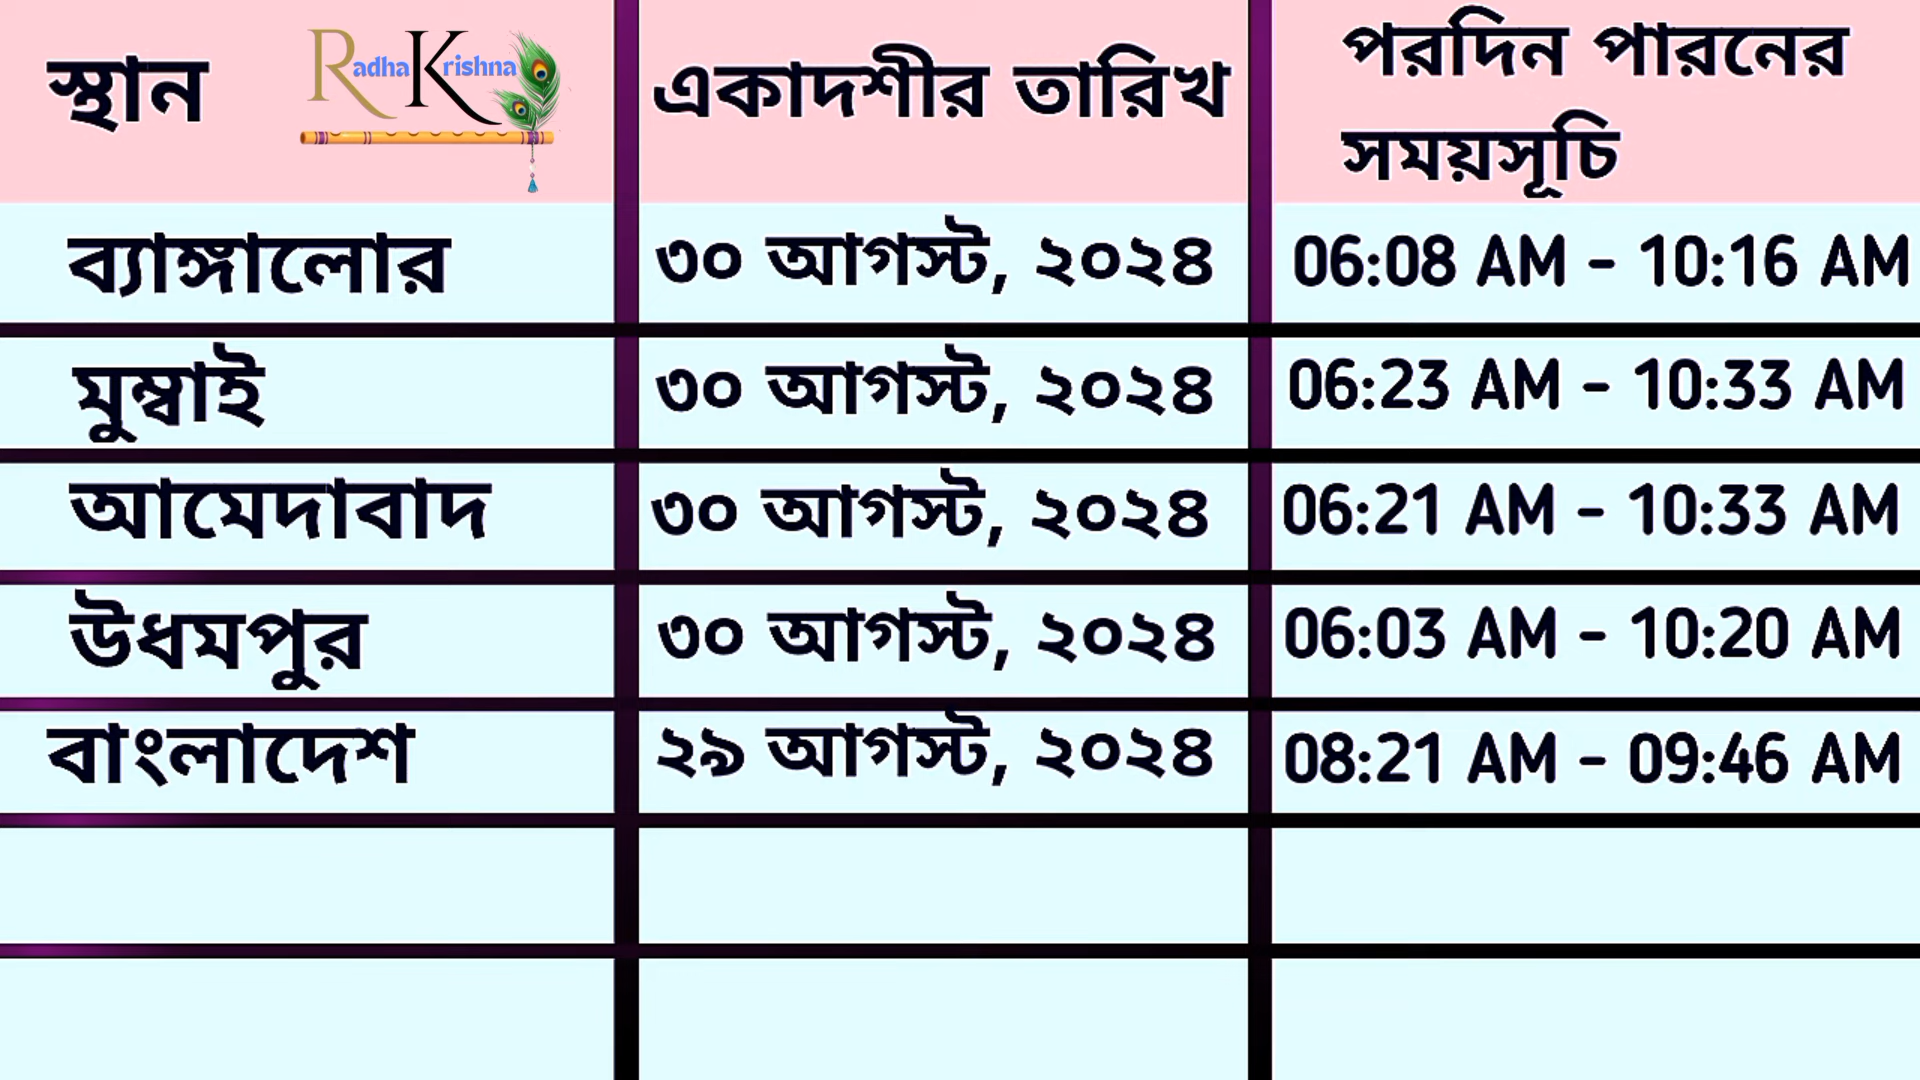 স্থান
Radha Krishna
একাদশীর তারিখ
পরদিন পারনের
সময়সূচি
ব্যাঙ্গালোর ৩০ আগস্ট, ২০২৪ 06:08 AM - 10:16 AM
মুম্বাই ৩০ আগস্ট, ২০২৪ 06:23 AM - 10:33 AM
আমেদাবাদ ৩০ আগস্ট, ২০২৪ 06:21 AM - 10:33 AM
উধমপুর ৩০ আগস্ট, ২০২৪ 06:03 AM - 10:20 AM
বাংলাদেশ ২৯ আগস্ট, ২০২৪ 08:21 AM - 09:46 AM